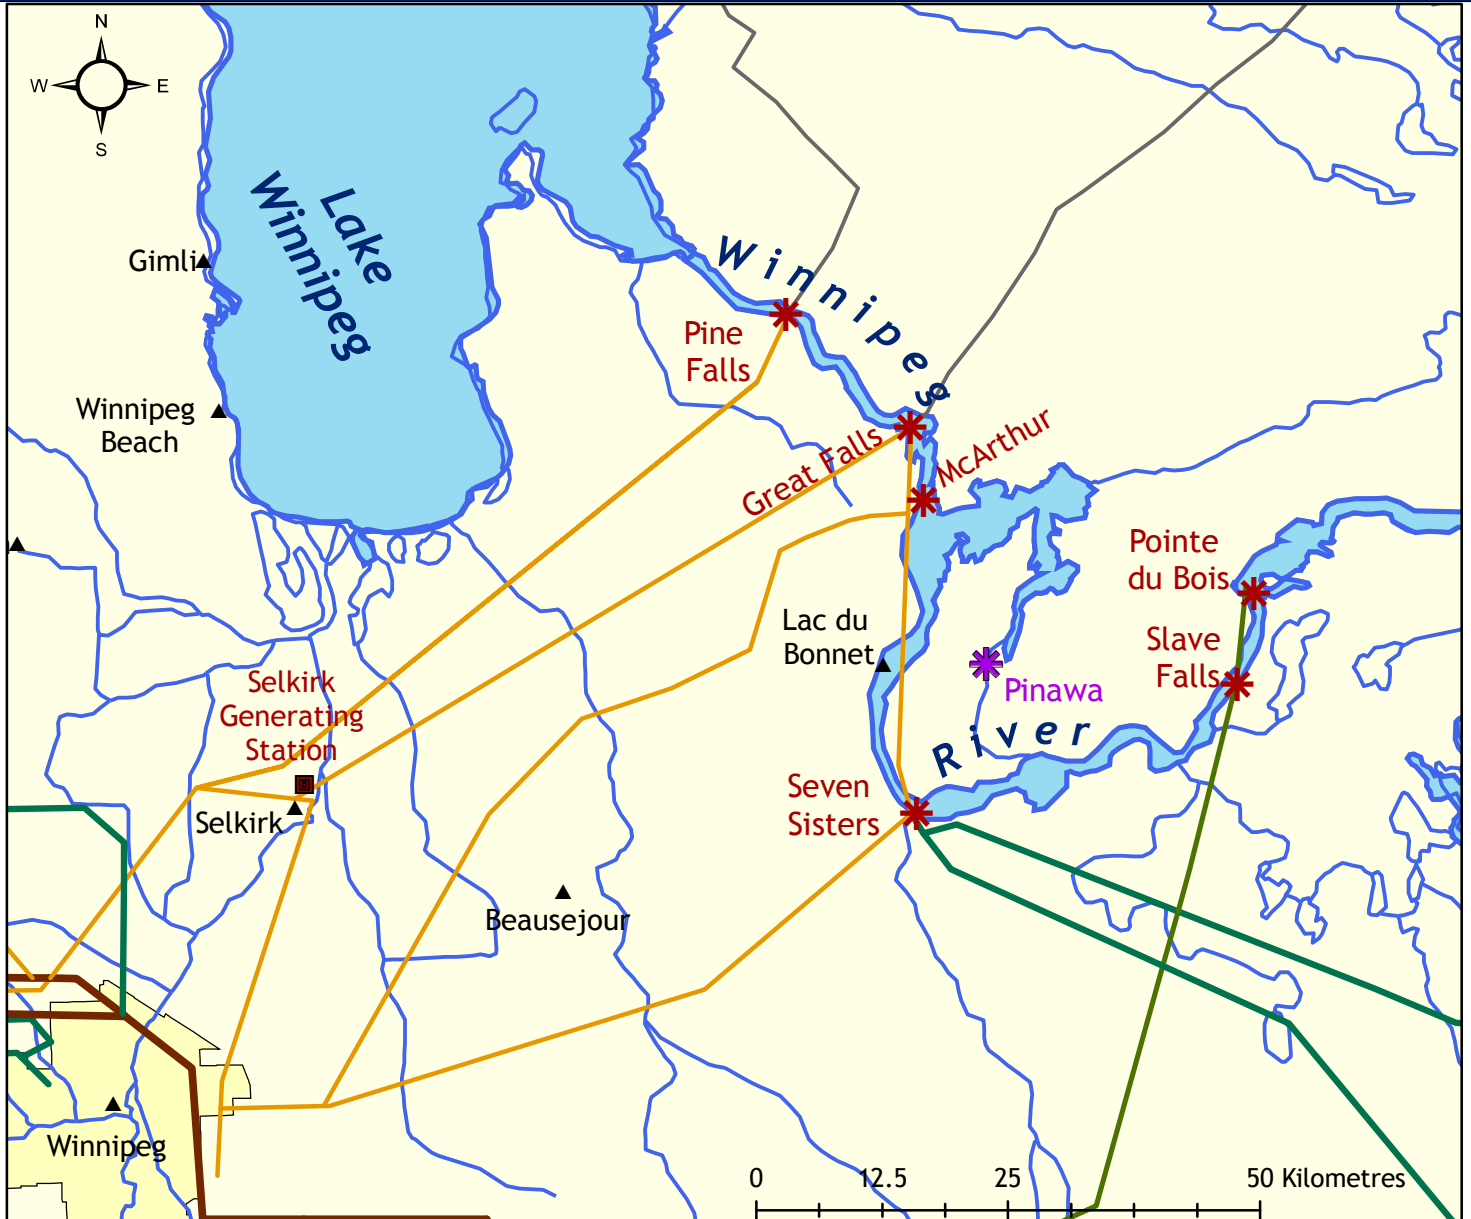 N
W E
S
Lake
Winnipeg
Gimli
Winnipeg
Beach
Winnipeg
River
Pine
Falls
Great Falls
McArthur
Pointe
du Bois
Slave
Falls
Lac du
Bonnet
Pinawa
Selkirk
Generating
Station
Selkirk
Seven
Sisters
Beausejour
Winnipeg
0 12.5 25 50 Kilometres